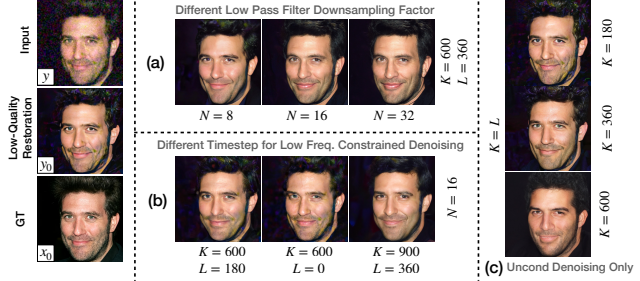 Input
y
Low-Quality
Restoration
y0
GT
x0
Different Low Pass Filter Downsampling Factor
(a)
N = 8
N = 16
N = 32
K = 600
L = 360
Different Timestep for Low Freq. Constrained Denoising
(b)
K = 600
L = 180
K = 600
L = 0
K = 900
L = 360
N = 16
K = L
K = 180
K = 360
K = 600
(c) Uncond Denoising Only